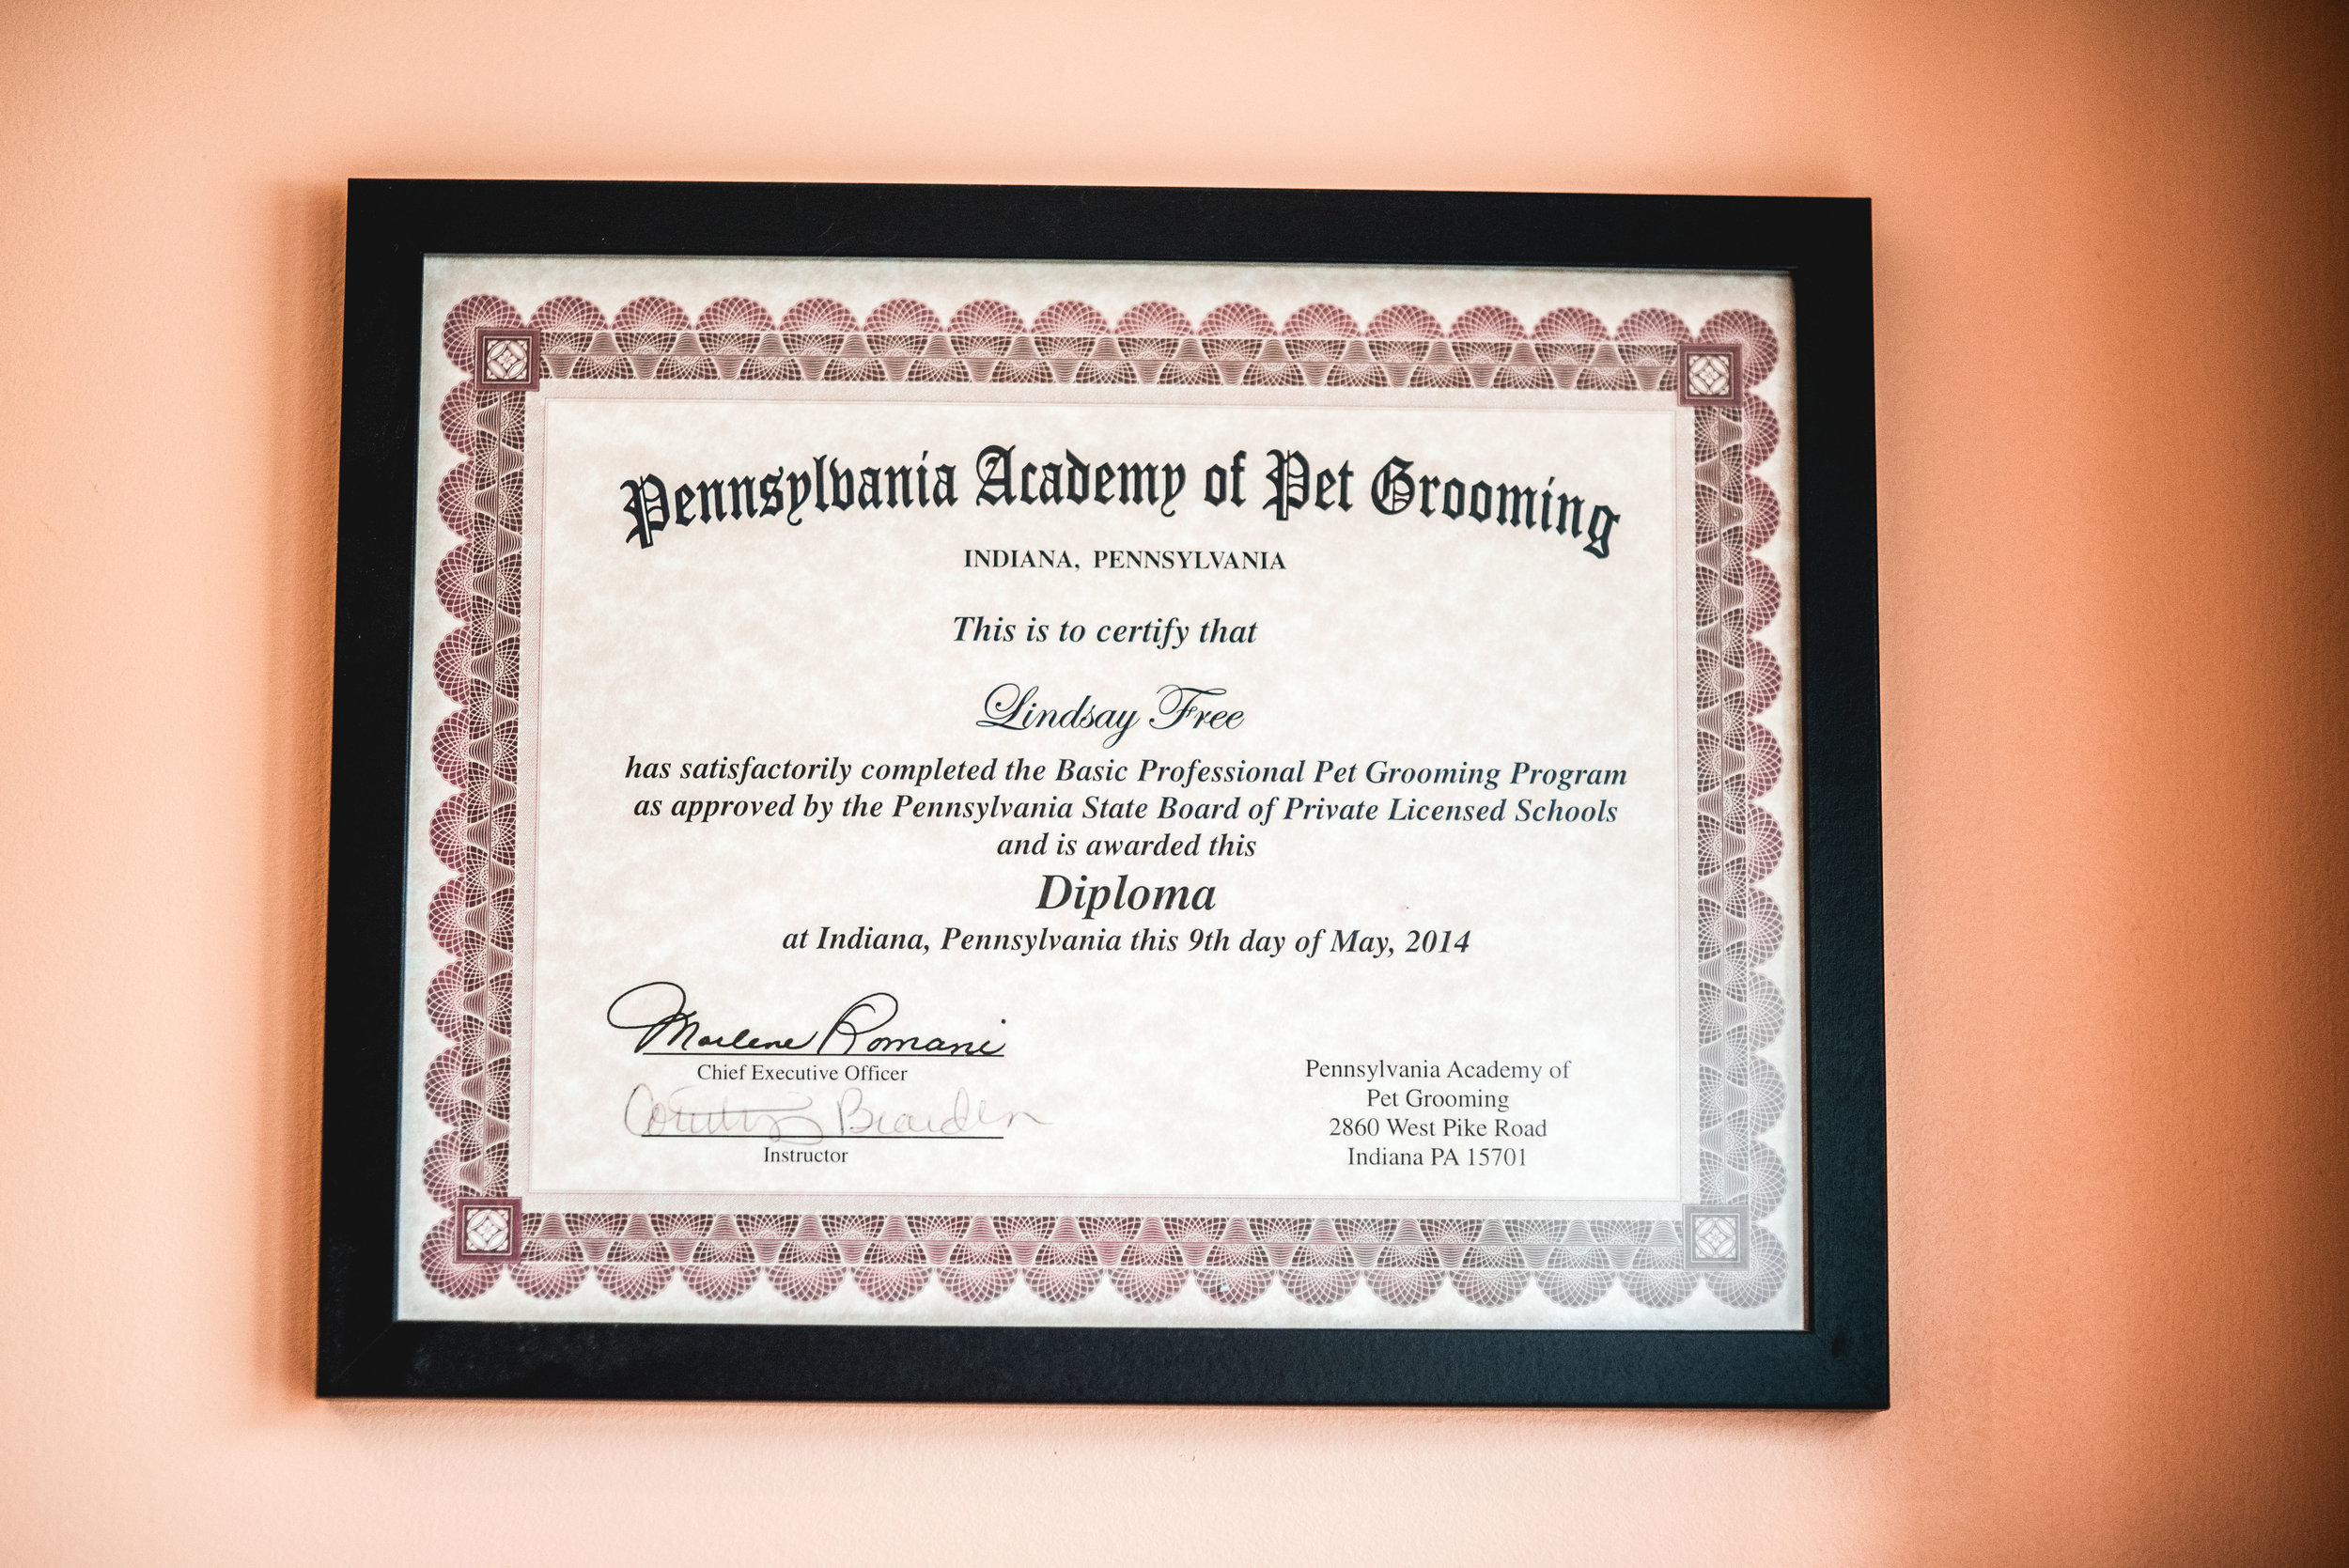 Pennsylvania Academy of Pet Grooming
INDIANA, PENNSYLVANIA
This is to certify that
Lindsay Free
has satisfactorily completed the Basic Professional Pet Grooming Program
as approved by the Pennsylvania State Board of Private Licensed Schools
and is awarded this
Diploma
at Indiana, Pennsylvania this 9th day of May, 2014
Marlene Romani
Chief Executive Officer
Bearden
Instructor
Pennsylvania Academy of
Pet Grooming
2860 West Pike Road
Indiana PA 15701